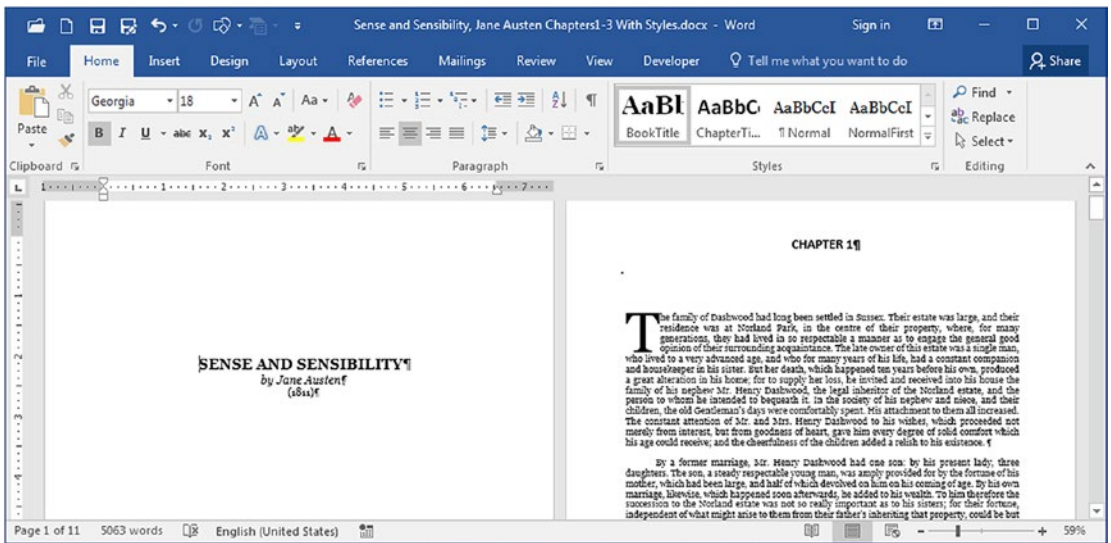 Sense and Sensibility, Jane Austen Chapters1-3 With Styles.docx - Word
Sign in
File Home Insert Design Layout References Mailings Review View Developer Tell me what you want to do Share
Paste
Georgia 18 A A Aa
B I U abc X₂ X² A aby A
AaBl AaBbC AaBbCcI AaBbCcI
BookTitle ChapterTi... ¶ Normal NormalFirst
Find
Replace
Select
Clipboard Font Paragraph Styles Editing
1 1 2 3 4 5 6 7
CHAPTER 1¶
SENSE AND SENSIBILITY¶
by Jane Austen¶
(1811)¶
The family of Dashwood had long been settled in Sussex. Their estate was large, and their
residence was at Norland Park, in the centre of their property, where, for many
generations, they had lived in so respectable a manner as to engage the general good
opinion of their surrounding acquaintance. The late owner of this estate was a single man,
who lived to a very advanced age, and who for many years of his life, had a constant companion
and housekeeper in his sister. But her death, which happened ten years before his own, produced
a great alteration in his home; for to supply her loss, he invited and received into his house the
family of his nephew Mr. Henry Dashwood, the legal inheritor of the Norland estate, and the
person to whom he intended to bequeath it. In the society of his nephew and niece, and their
children, the old Gentleman's days were comfortably spent. His attachment to them all increased.
The constant attention of Mr. and Mrs. Henry Dashwood to his wishes, which proceeded not
merely from interest, but from goodness of heart, gave him every degree of solid comfort which
his age could receive; and the cheerfulness of the children added a relish to his existence. ¶
By a former marriage, Mr. Henry Dashwood had one son: by his present lady, three
daughters. The son, a steady respectable young man, was amply provided for by the fortune of his
mother, which had been large, and half of which devolved on him on his coming of age. By his own
marriage, likewise, which happened soon afterwards, he added to his wealth. To him therefore the
succession to the Norland estate was not so really important as to his sisters; for their fortune,
independent of what might arise to them from their father's inheriting that property, could be but
Page 1 of 11 5063 words English (United States) 59%